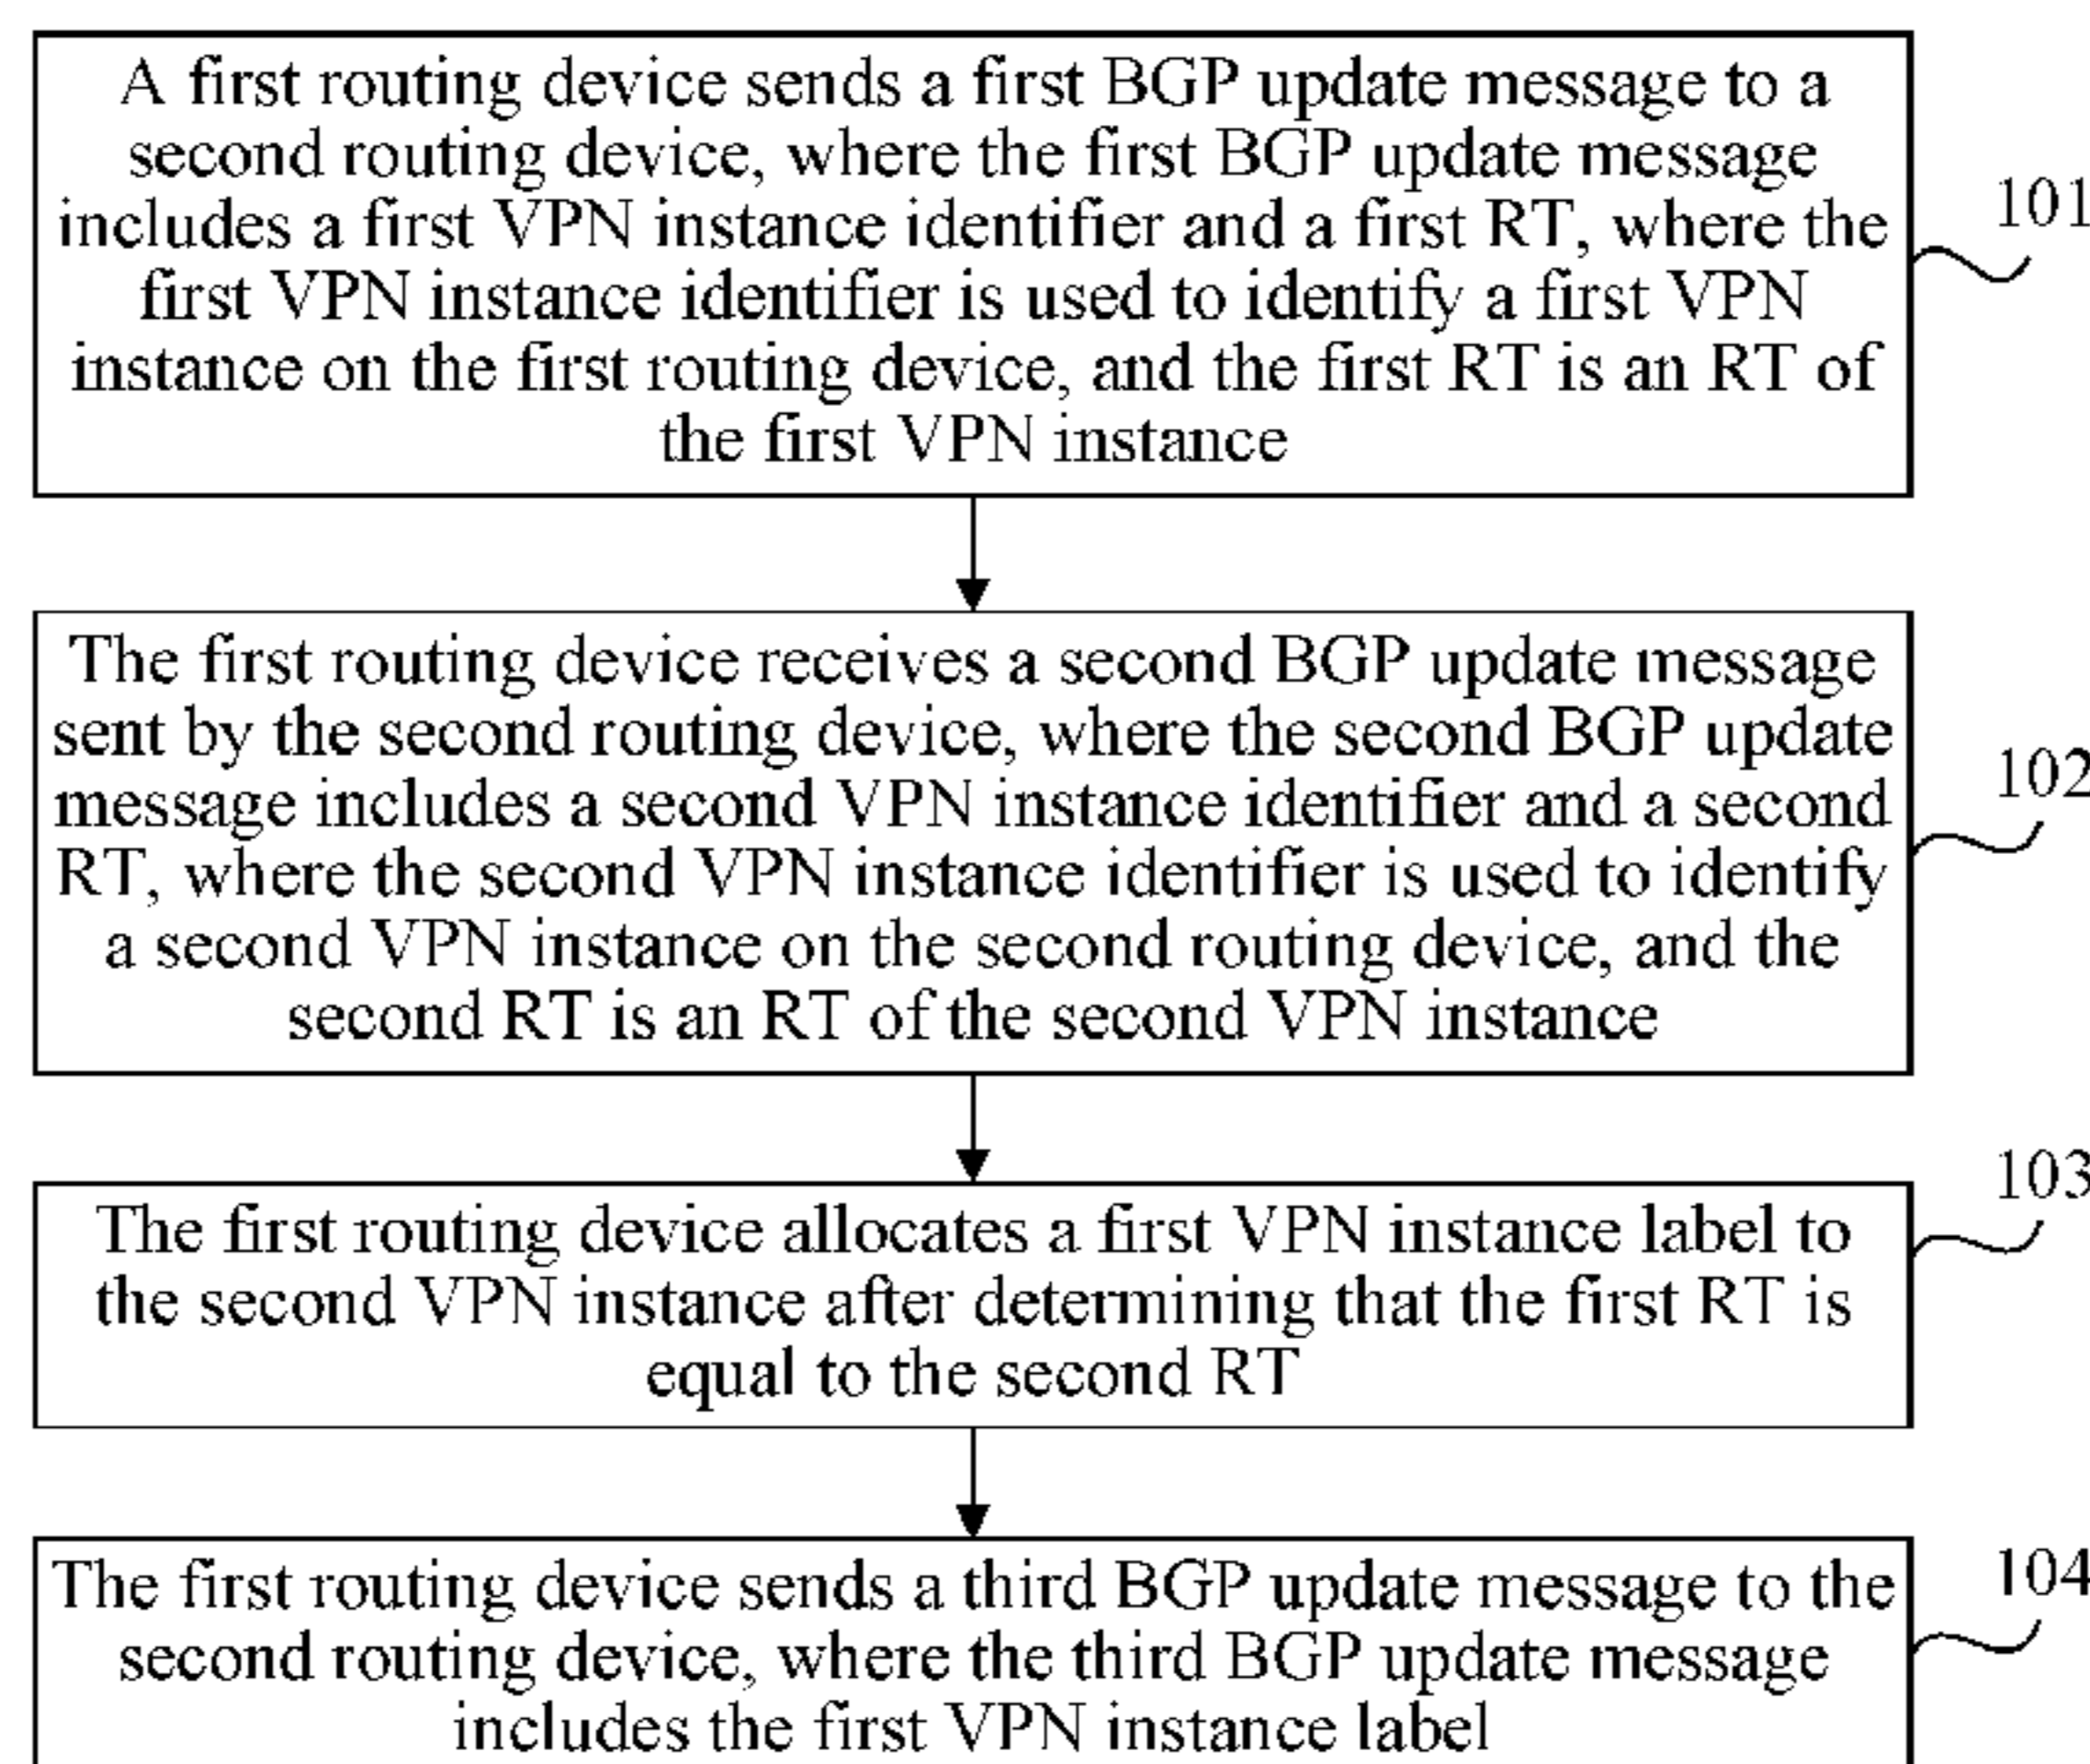 A first routing device sends a first BGP update message to a
second routing device, where the first BGP update message
includes a first VPN instance identifier and a first RT, where the
first VPN instance identifier is used to identify a first VPN
instance on the first routing device, and the first RT is an RT of
the first VPN instance
101
The first routing device receives a second BGP update message
sent by the second routing device, where the second BGP update
message includes a second VPN instance identifier and a second
RT, where the second VPN instance identifier is used to identify
a second VPN instance on the second routing device, and the
second RT is an RT of the second VPN instance
102
The first routing device allocates a first VPN instance label to
the second VPN instance after determining that the first RT is
equal to the second RT
103
The first routing device sends a third BGP update message to the
second routing device, where the third BGP update message
includes the first VPN instance label
104